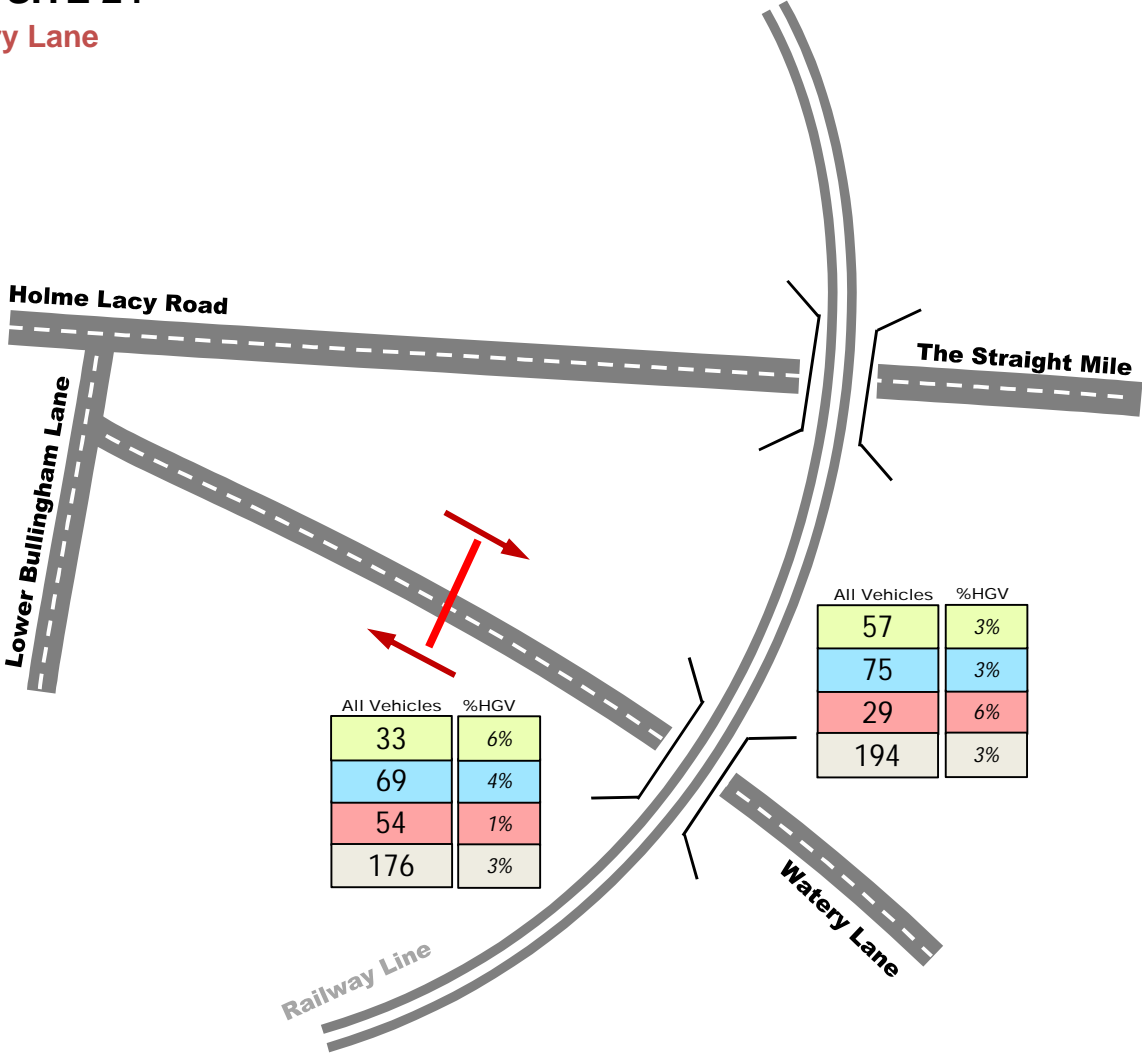 Lane
Holme Lacy Road
The Straight Mile
Lower Bullingham Lane
All Vehicles %HGV
57 3%
75 3%
29 6%
194 3%
All Vehicles %HGV
33 6%
69 4%
54 1%
176 3%
Watery Lane
Railway Line